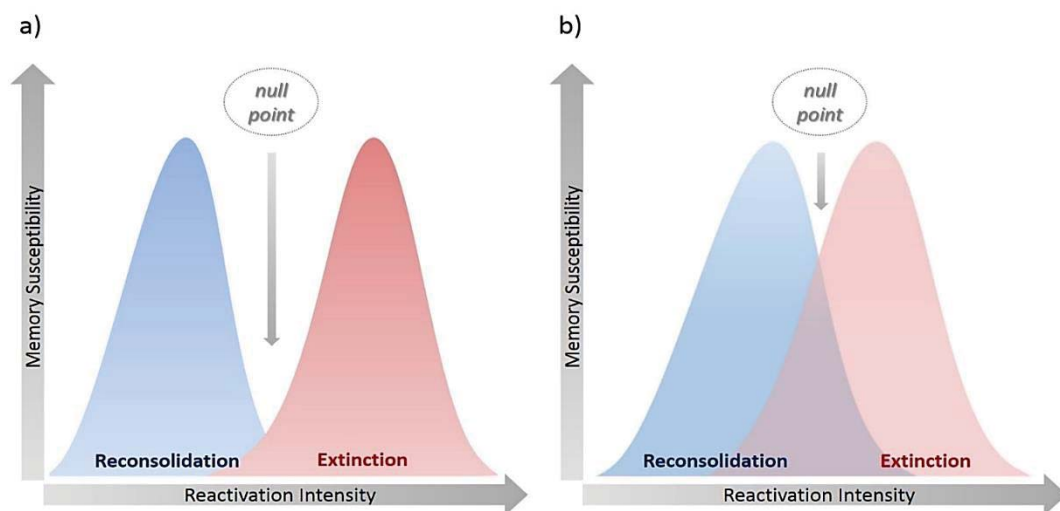 a)
null
point
Memory Susceptibility
Reconsolidation
Extinction
Reactivation Intensity
b)
null
point
Memory Susceptibility
Reconsolidation
Extinction
Reactivation Intensity